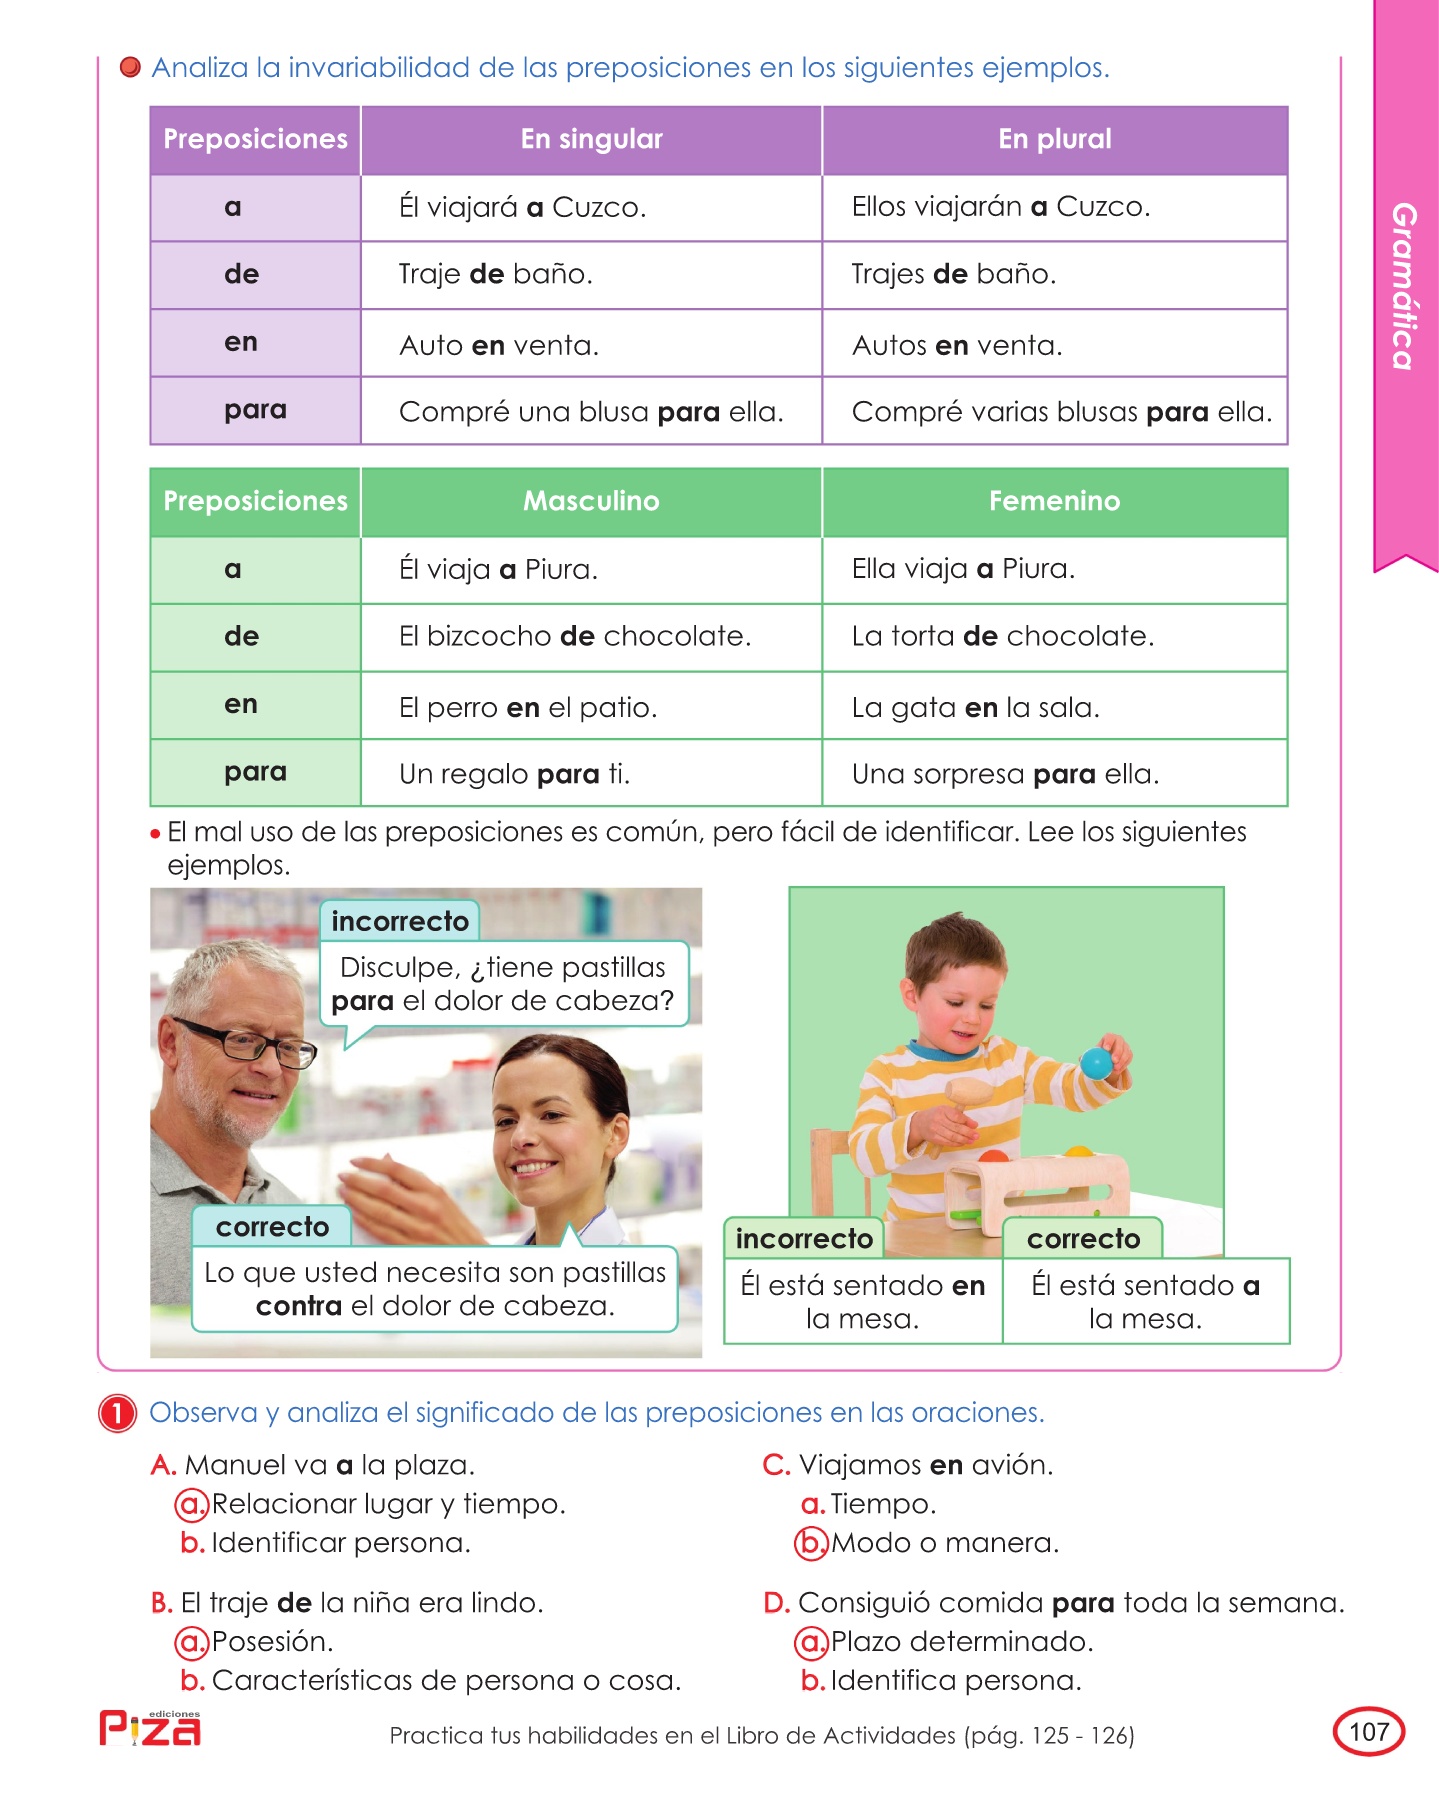 Analiza la invariabilidad de las preposiciones en los siguientes ejemplos.
Preposiciones En singular En plural
a Él viajará a Cuzco. Ellos viajarán a Cuzco.
de Traje de baño. Trajes de baño.
en Auto en venta. Autos en venta.
para Compré una blusa para ella. Compré varias blusas para ella.
Gramática
Preposiciones Masculino Femenino
a Él viaja a Piura. Ella viaja a Piura.
de El bizcocho de chocolate. La torta de chocolate.
en El perro en el patio. La gata en la sala.
para Un regalo para ti. Una sorpresa para ella.
• El mal uso de las preposiciones es común, pero fácil de identificar. Lee los siguientes
ejemplos.
incorrecto
Disculpe, ¿tiene pastillas
para el dolor de cabeza?
correcto
Lo que usted necesita son pastillas
contra el dolor de cabeza.
incorrecto
Él está sentado en
la mesa.
correcto
Él está sentado a
la mesa.
1 Observa y analiza el significado de las preposiciones en las oraciones.
A. Manuel va a la plaza.
a. Relacionar lugar y tiempo.
b. Identificar persona.
B. El traje de la niña era lindo.
a. Posesión.
b. Características de persona o cosa.
C. Viajamos en avión.
a. Tiempo.
b. Modo o manera.
D. Consiguió comida para toda la semana.
a. Plazo determinado.
b. Identifica persona.
ediciones
Piza
Practica tus habilidades en el Libro de Actividades (pág. 125 - 126)
107